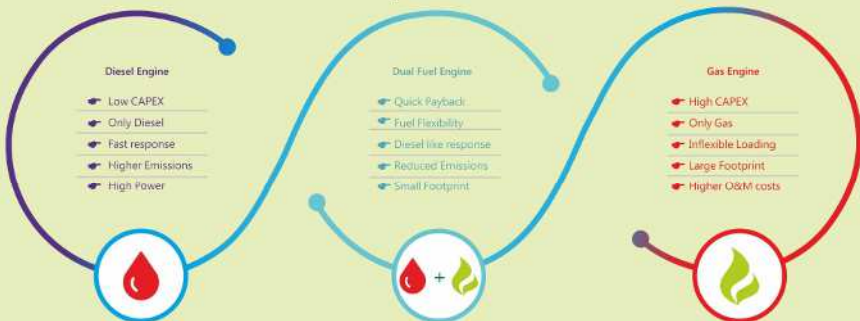 Diesel Engine
Low CAPEX
Only Diesel
Fast response
Higher Emissions
High Power
Dual Fuel Engine
Quick Payback
Fuel Flexibility
Diesel like response
Reduced Emissions
Small Footprint
+
Gas Engine
High CAPEX
Only Gas
Inflexible Loading
Large Footprint
Higher O&M costs